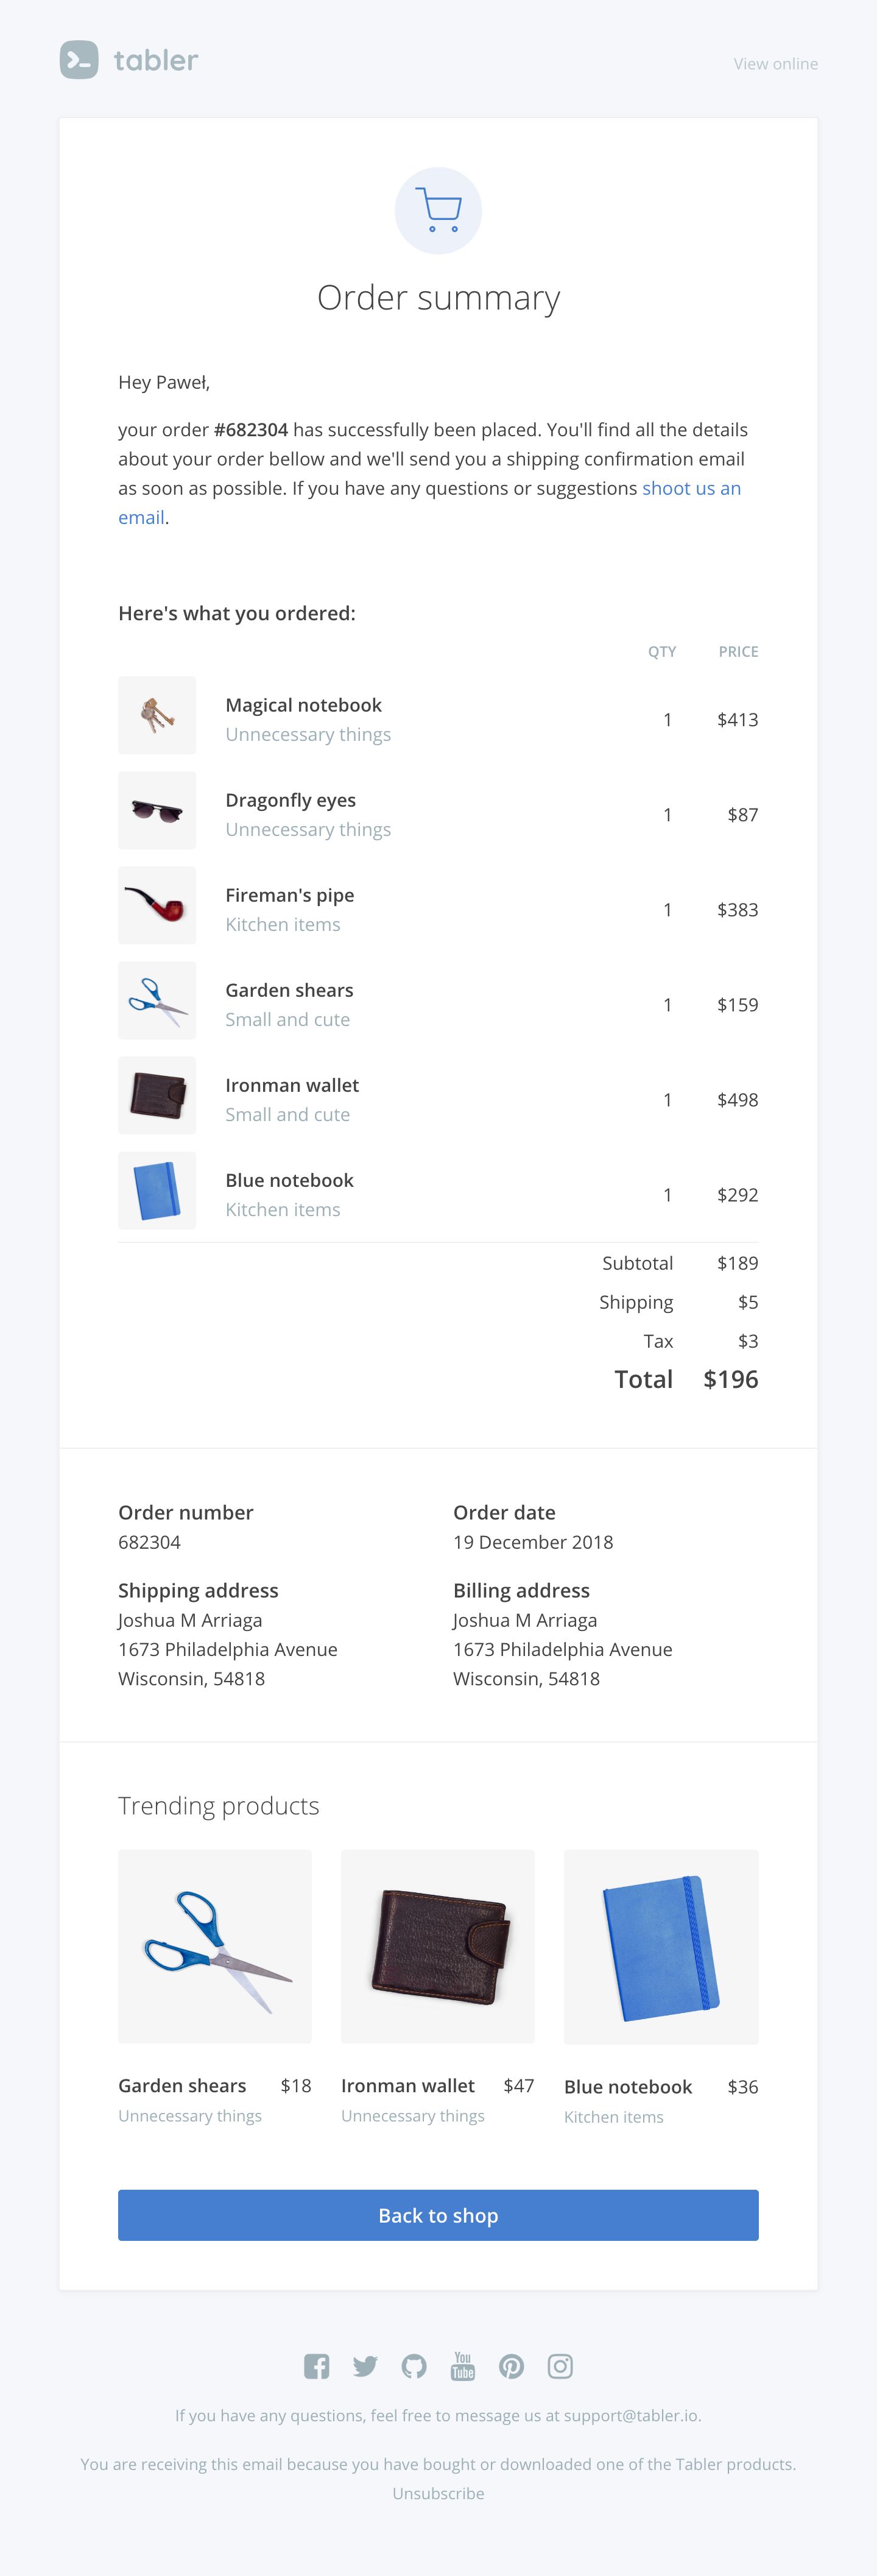 tabler
View online
Order summary
Hey Paweł,
your order #682304 has successfully been placed. You'll find all the details
about your order bellow and we'll send you a shipping confirmation email
as soon as possible. If you have any questions or suggestions shoot us an
email.
Here's what you ordered:
QTY PRICE
Magical notebook
Unnecessary things
1 $413
Dragonfly eyes
Unnecessary things
1 $87
Fireman's pipe
Kitchen items
1 $383
Garden shears
Small and cute
1 $159
Ironman wallet
Small and cute
1 $498
Blue notebook
Kitchen items
1 $292
Subtotal $189
Shipping $5
Tax $3
Total $196
Order number
682304
Order date
19 December 2018
Shipping address
Joshua M Arriaga
1673 Philadelphia Avenue
Wisconsin, 54818
Billing address
Joshua M Arriaga
1673 Philadelphia Avenue
Wisconsin, 54818
Trending products
Garden shears $18
Unnecessary things
Ironman wallet $47
Unnecessary things
Blue notebook $36
Kitchen items
Back to shop
You
Tube
If you have any questions, feel free to message us at support@tabler.io.
You are receiving this email because you have bought or downloaded one of the Tabler products.
Unsubscribe